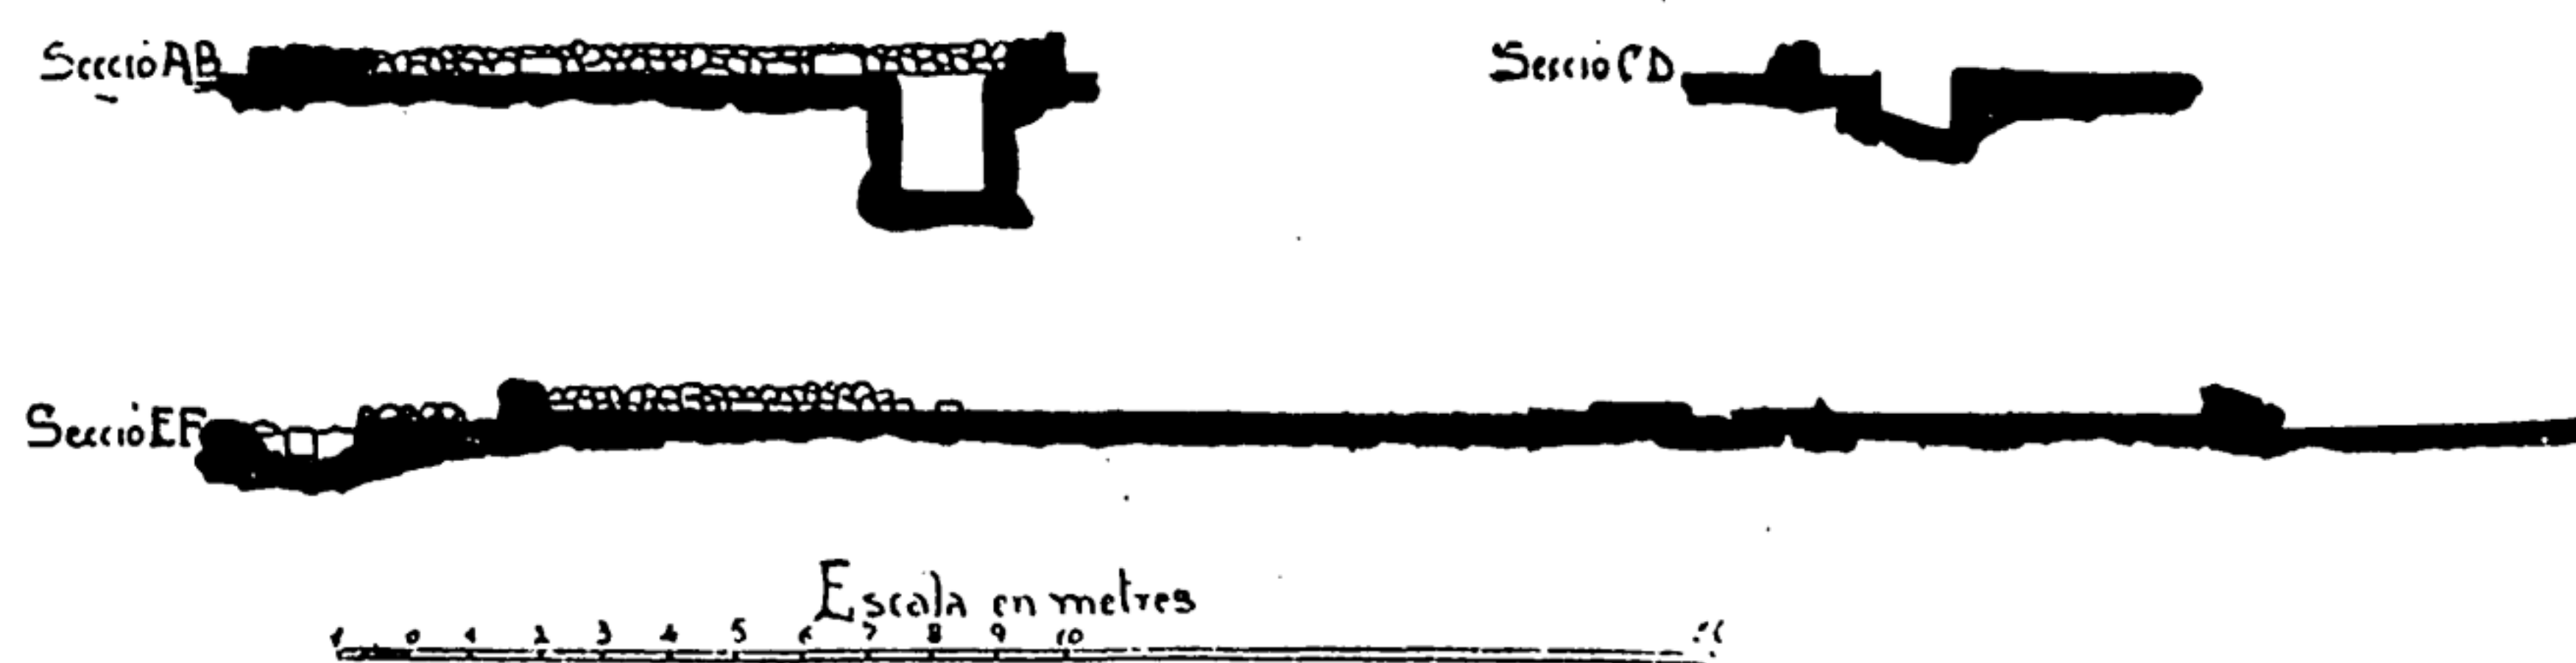 Secció AB
Secció CD
Secció EF
Escala en metres
1 0 1 2 3 4 5 6 7 8 9 10